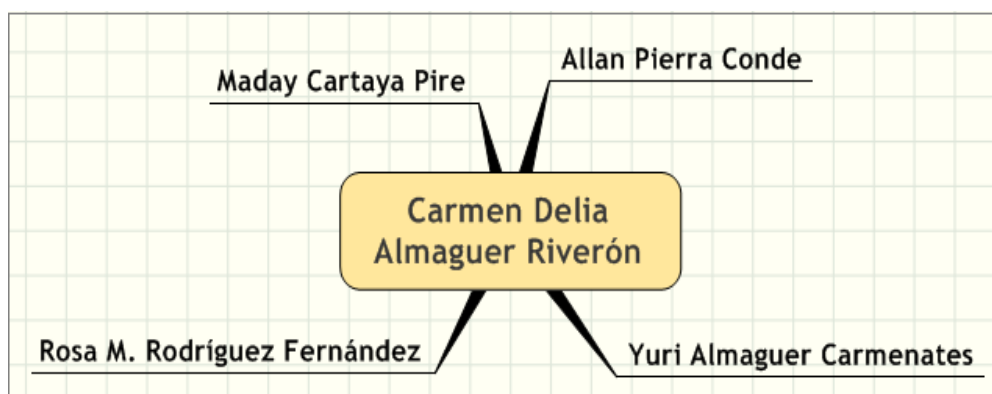 Allan Pierra Conde
Maday Cartaya Pire
Carmen Delia
Almaguer Riverón
Rosa M. Rodríguez Fernández
Yuri Almaguer Carmenates